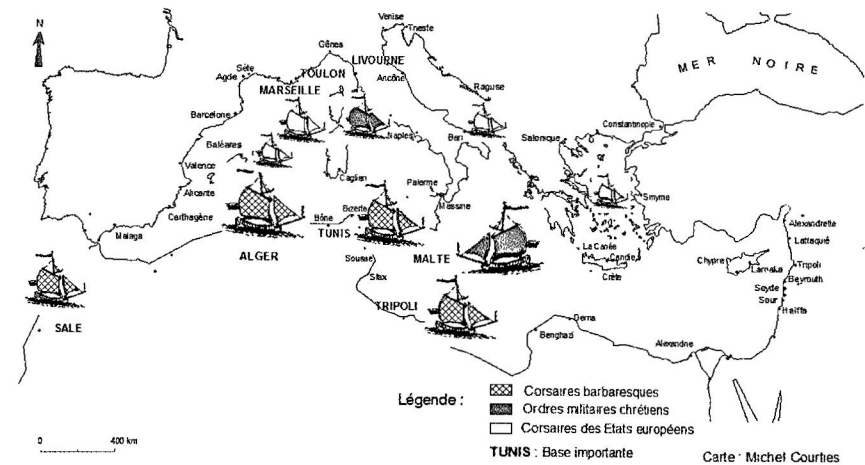 N
Venise
Trieste
Gênes
LIVOURNE
Sète
TOULON
Agde
Ancône
MER NOIRE
MARSEILLE
Raguse
Barcelone
Constantinople
Naples
Bari
Salonique
Baléares
Valence
Cagliari
Palerme
Smyrne
Alicante
Messine
Carthagène
Bône
Bizerte
TUNIS
Alexandrette
Malaga
ALGER
Sousse
MALTE
La Canée
Candie
Lattaquié
Chypre
Larnaka
Tripoli
Beyrouth
Crète
Sfax
Seyde
Sour
SALE
TRIPOLI
Haïffa
Derna
Benghazi
Alexandrie
Légende :
Corsaires barbaresques
Ordres militaires chrétiens
Corsaires des Etats européens
TUNIS : Base importante
0 400 km
Carte : Michel Courties